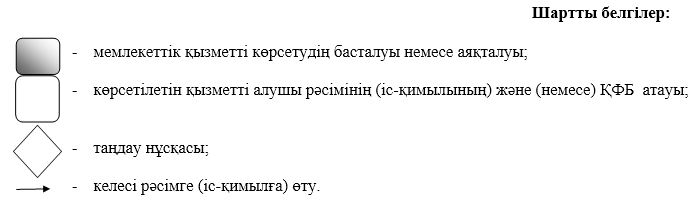 Шартты белгілер:
- мемлекеттік қызметті көрсетудің басталуы немесе аяқталуы;
- көрсетілетін қызметті алушы рәсімінің (іс-қимылының) және (немесе) ҚФБ атауы;
- таңдау нұсқасы;
- келесі рәсімге (іс-қимылға) өту.